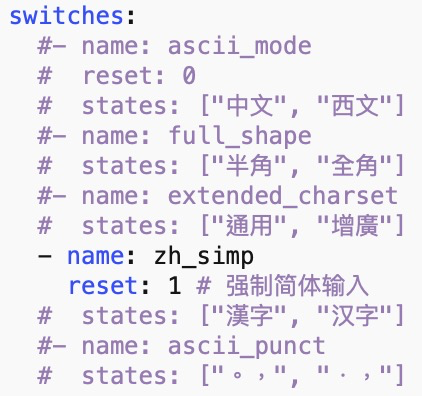 switches:
  #- name: ascii_mode
  #  reset: 0
  #  states: ["中文", "西文"]
  #- name: full_shape
  #  states: ["半角", "全角"]
  #- name: extended_charset
  #  states: ["通用", "增廣"]
  - name: zh_simp
    reset: 1 # 强制简体输入
  #  states: ["漢字", "汉字"]
  #- name: ascii_punct
  #  states: ["。，", "．，"]